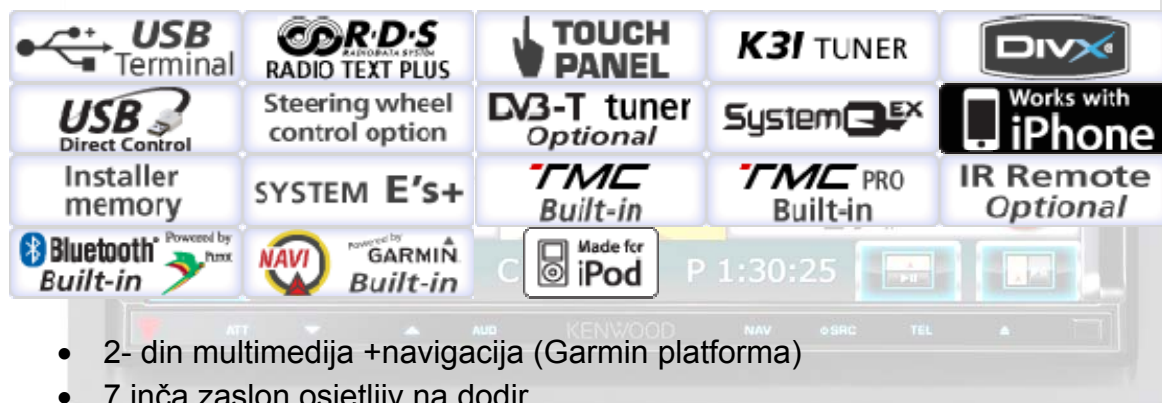 USB Terminal
R·D·S RADIO DATA SYSTEM RADIO TEXT PLUS
TOUCH PANEL
K3I TUNER
DIVX
USB Direct Control
Steering wheel control option
DVB-T tuner Optional
SystemQ EX
Works with iPhone
Installer memory
SYSTEM E's+
TMC Built-in
TMC PRO Built-in
IR Remote Optional
Bluetooth Built-in Powered by
NAVI Powered by GARMIN Built-in
C
Made for iPod
P 1:30:25
ATT
AUD
KENWOOD
NAV
SRC
TEL
• 2- din multimedija +navigacija (Garmin platforma)
• 7 inča zaslon osjetljiv na dodir